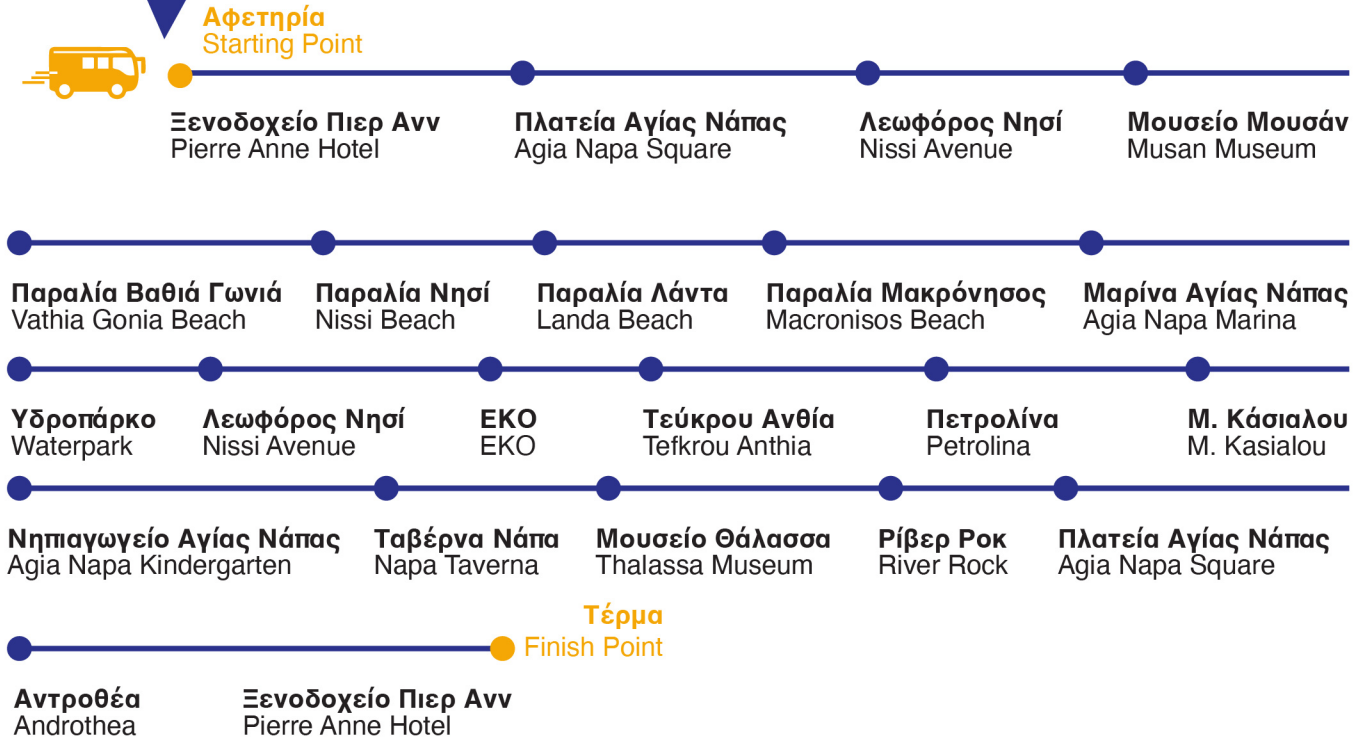 Αφετηρία
Starting Point
Ξενοδοχείο Πιερ Ανν
Pierre Anne Hotel
Πλατεία Αγίας Νάπας
Agia Napa Square
Λεωφόρος Νησί
Nissi Avenue
Μουσείο Μουσάν
Musan Museum
Παραλία Βαθιά Γωνιά
Vathia Gonia Beach
Παραλία Νησί
Nissi Beach
Παραλία Λάντα
Landa Beach
Παραλία Μακρόνησος
Macronisos Beach
Μαρίνα Αγίας Νάπας
Agia Napa Marina
Υδροπάρκο
Waterpark
Λεωφόρος Νησί
Nissi Avenue
ΕΚΟ
EKO
Τεύκρου Ανθία
Tefkrou Anthia
Πετρολίνα
Petrolina
Μ. Κάσιαλου
M. Kasialou
Νηπιαγωγείο Αγίας Νάπας
Agia Napa Kindergarten
Ταβέρνα Νάπα
Napa Taverna
Μουσείο Θάλασσα
Thalassa Museum
Ρίβερ Ροκ
River Rock
Πλατεία Αγίας Νάπας
Agia Napa Square
Τέρμα
Finish Point
Αντροθέα
Androthea
Ξενοδοχείο Πιερ Ανν
Pierre Anne Hotel